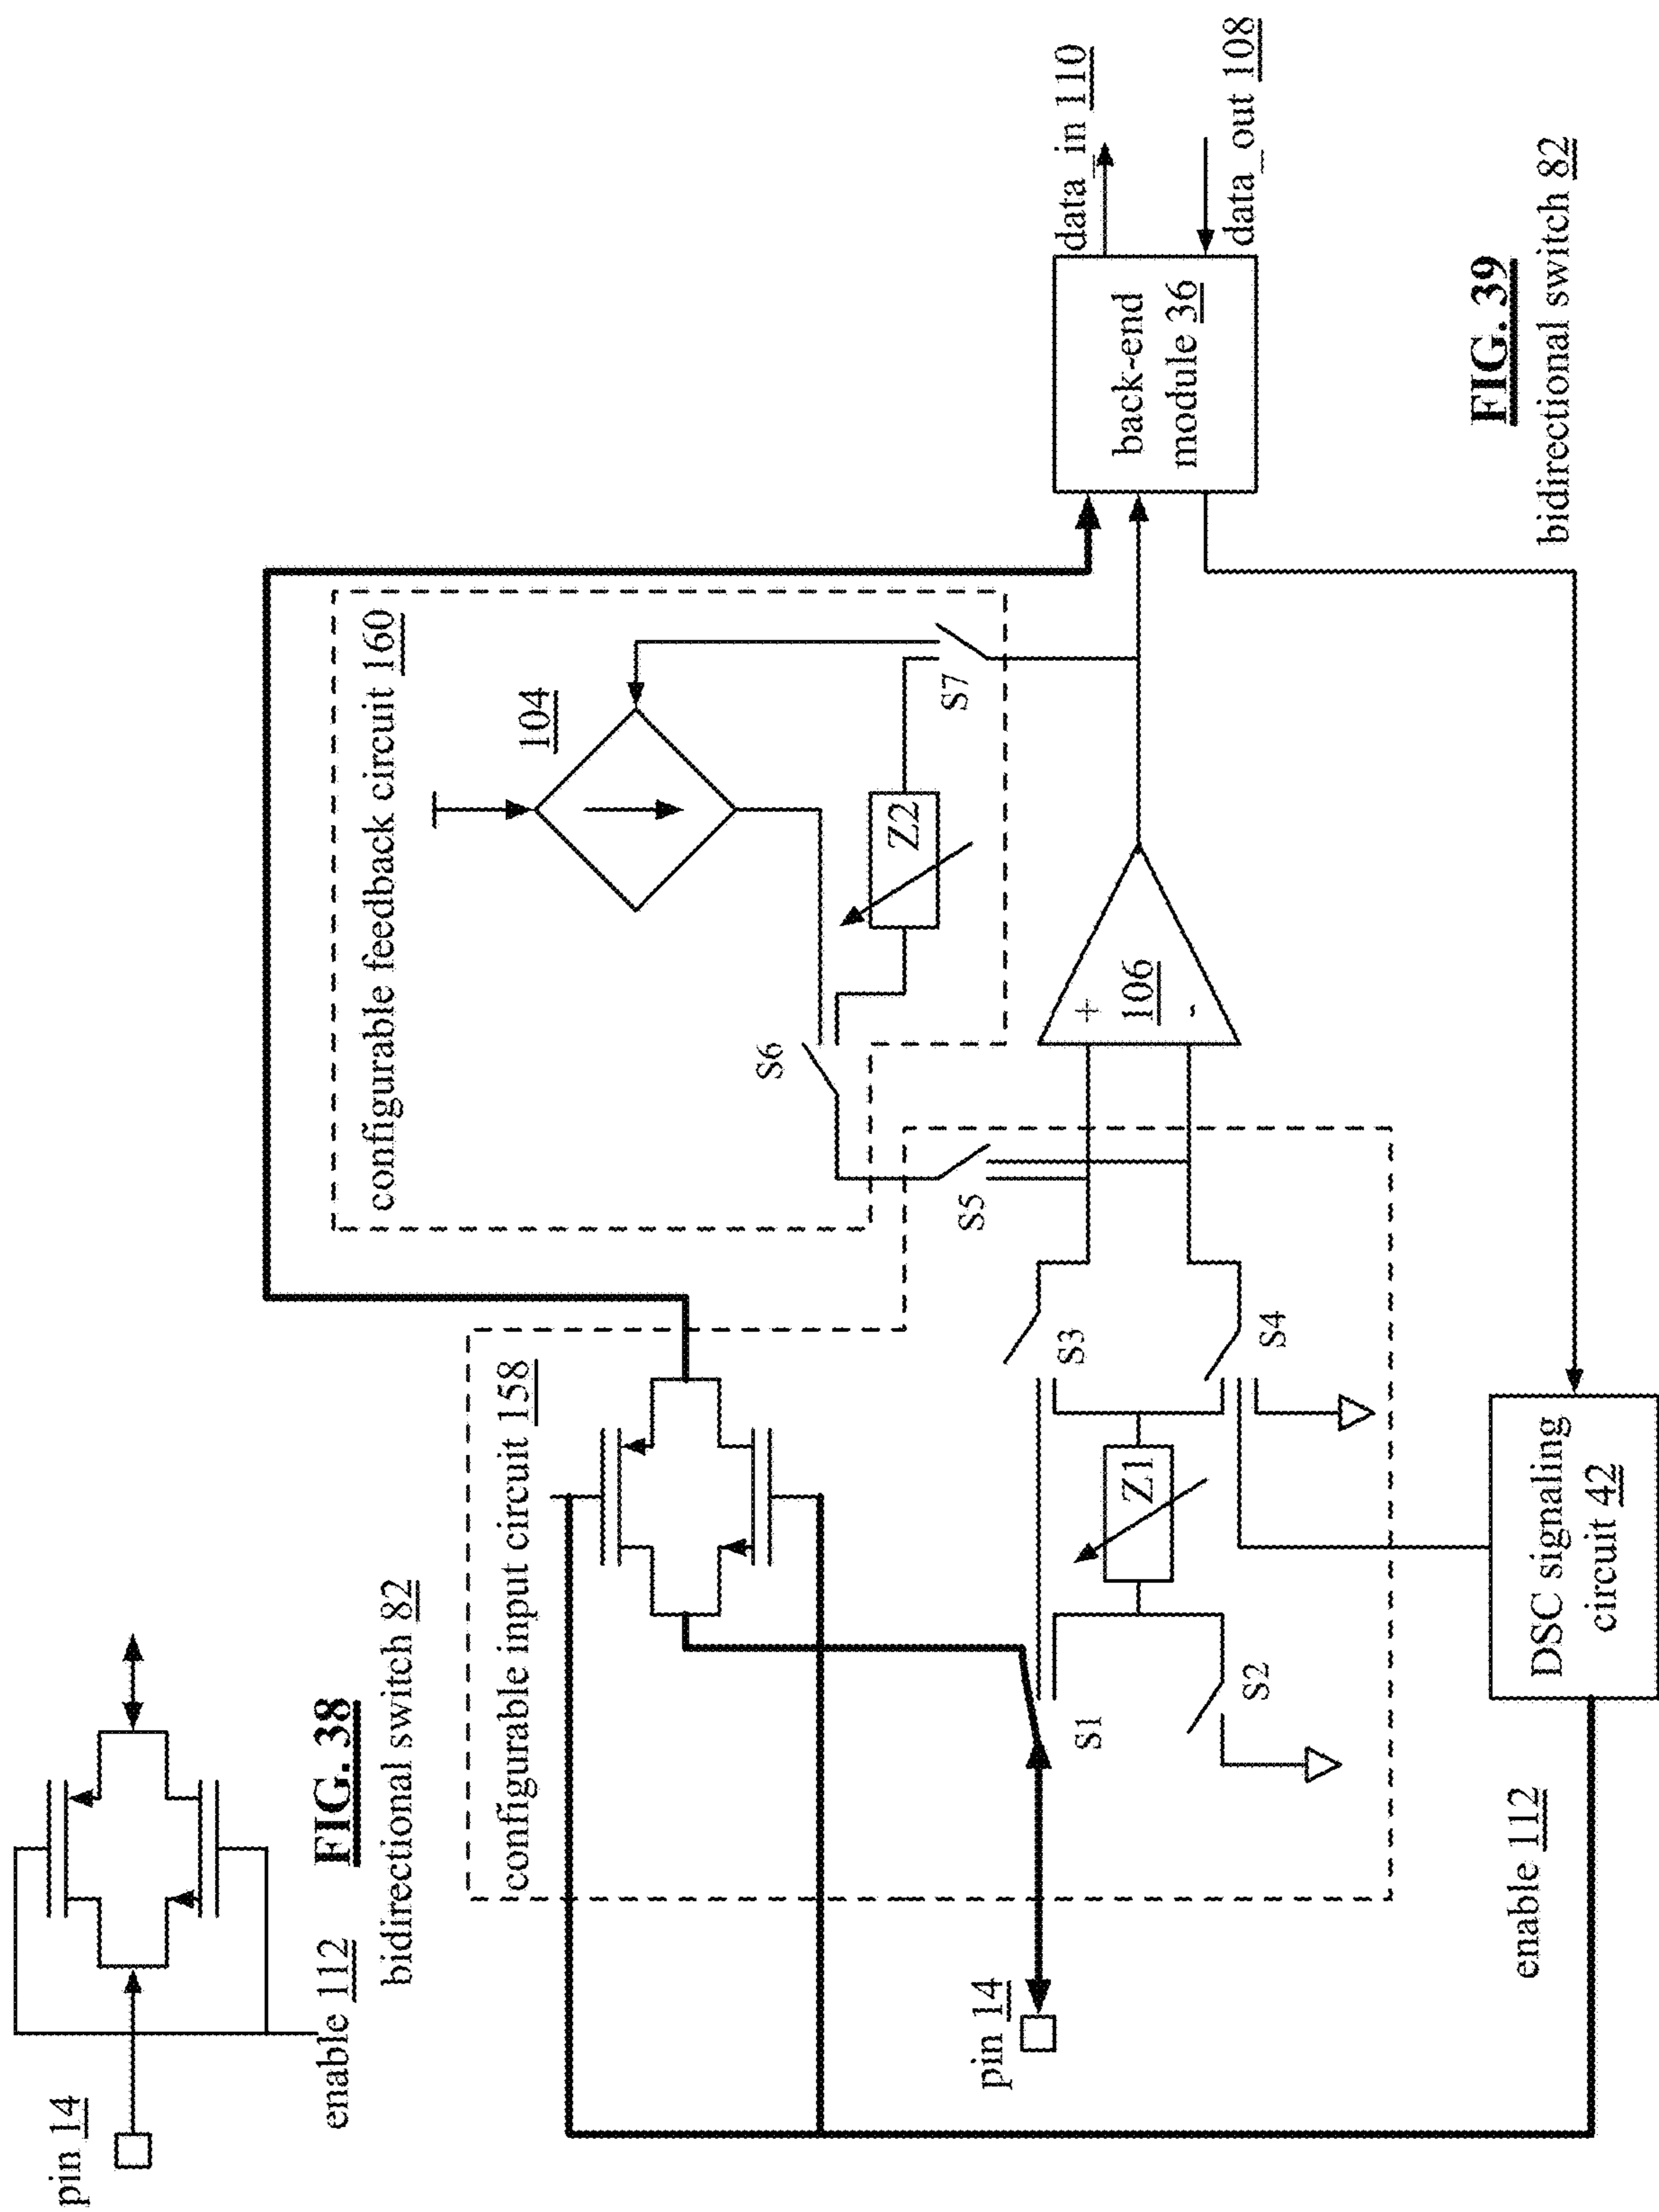 pin 14
enable 112
FIG. 38
bidirectional switch 82
configurable input circuit 158
configurable feedback circuit 160
104
Z2
S6
S7
S5
S3
S4
S1
S2
Z1
+
106
-
pin 14
back-end
module 36
data_in 110
data_out 108
enable 112
DSC signaling
circuit 42
FIG. 39
bidirectional switch 82